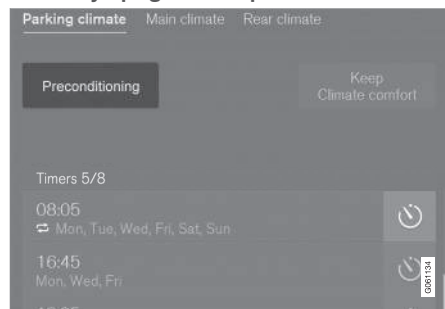 Parking climate Main climate Rear climate
Preconditioning
Keep
Climate comfort
Timers 5/8
08:05
Mon, Tue, Wed, Fri, Sat, Sun
16:45
Mon, Wed, Fri
G061134